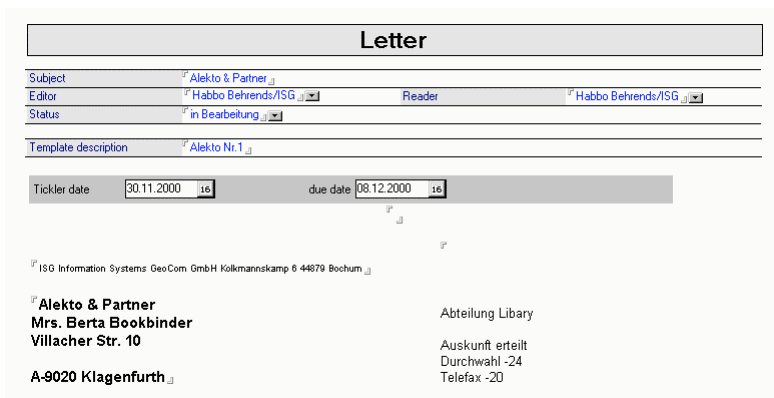 Letter
Subject Alekto & Partner
Editor Habbo Behrends/ISG Reader Habbo Behrends/ISG
Status in Bearbeitung
Template description Alekto Nr.1
Tickler date 30.11.2000 16 due date 08.12.2000 16
ISG Information Systems GeoCom GmbH Kolkmannskamp 6 44879 Bochum
Alekto & Partner
Mrs. Berta Bookbinder
Villacher Str. 10
A-9020 Klagenfurth
Abteilung Libary
Auskunft erteilt
Durchwahl -24
Telefax -20